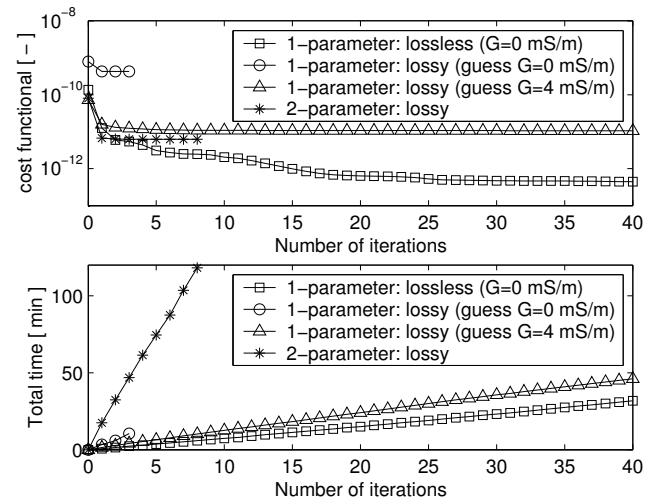 10^-8
10^-10
10^-12
cost functional [ − ]
1−parameter: lossless (G=0 mS/m)
1−parameter: lossy (guess G=0 mS/m)
1−parameter: lossy (guess G=4 mS/m)
2−parameter: lossy
0 5 10 15 20 25 30 35 40
Number of iterations
100
50
0
Total time [ min ]
1−parameter: lossless (G=0 mS/m)
1−parameter: lossy (guess G=0 mS/m)
1−parameter: lossy (guess G=4 mS/m)
2−parameter: lossy
0 5 10 15 20 25 30 35 40
Number of iterations